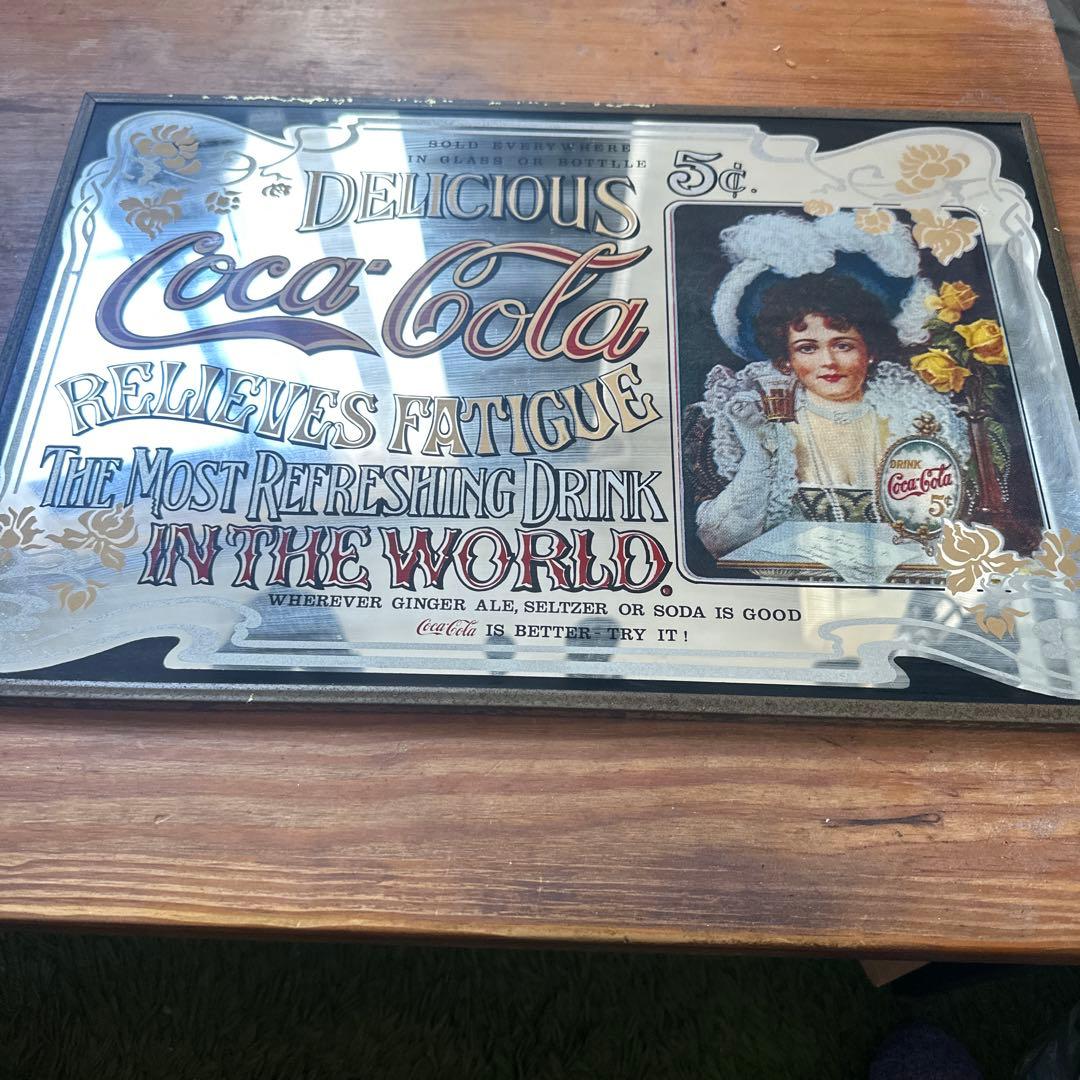 SOLD EVERYWHERE
IN GLASS OR BOTTLLE
5¢.
DELICIOUS
Coca-Cola
RELIEVES FATIGUE
THE MOST REFRESHING DRINK
IN THE WORLD.
WHEREVER GINGER ALE, SELTZER OR SODA IS GOOD
Coca-Cola IS BETTER - TRY IT!
DRINK
Coca-Cola
5¢